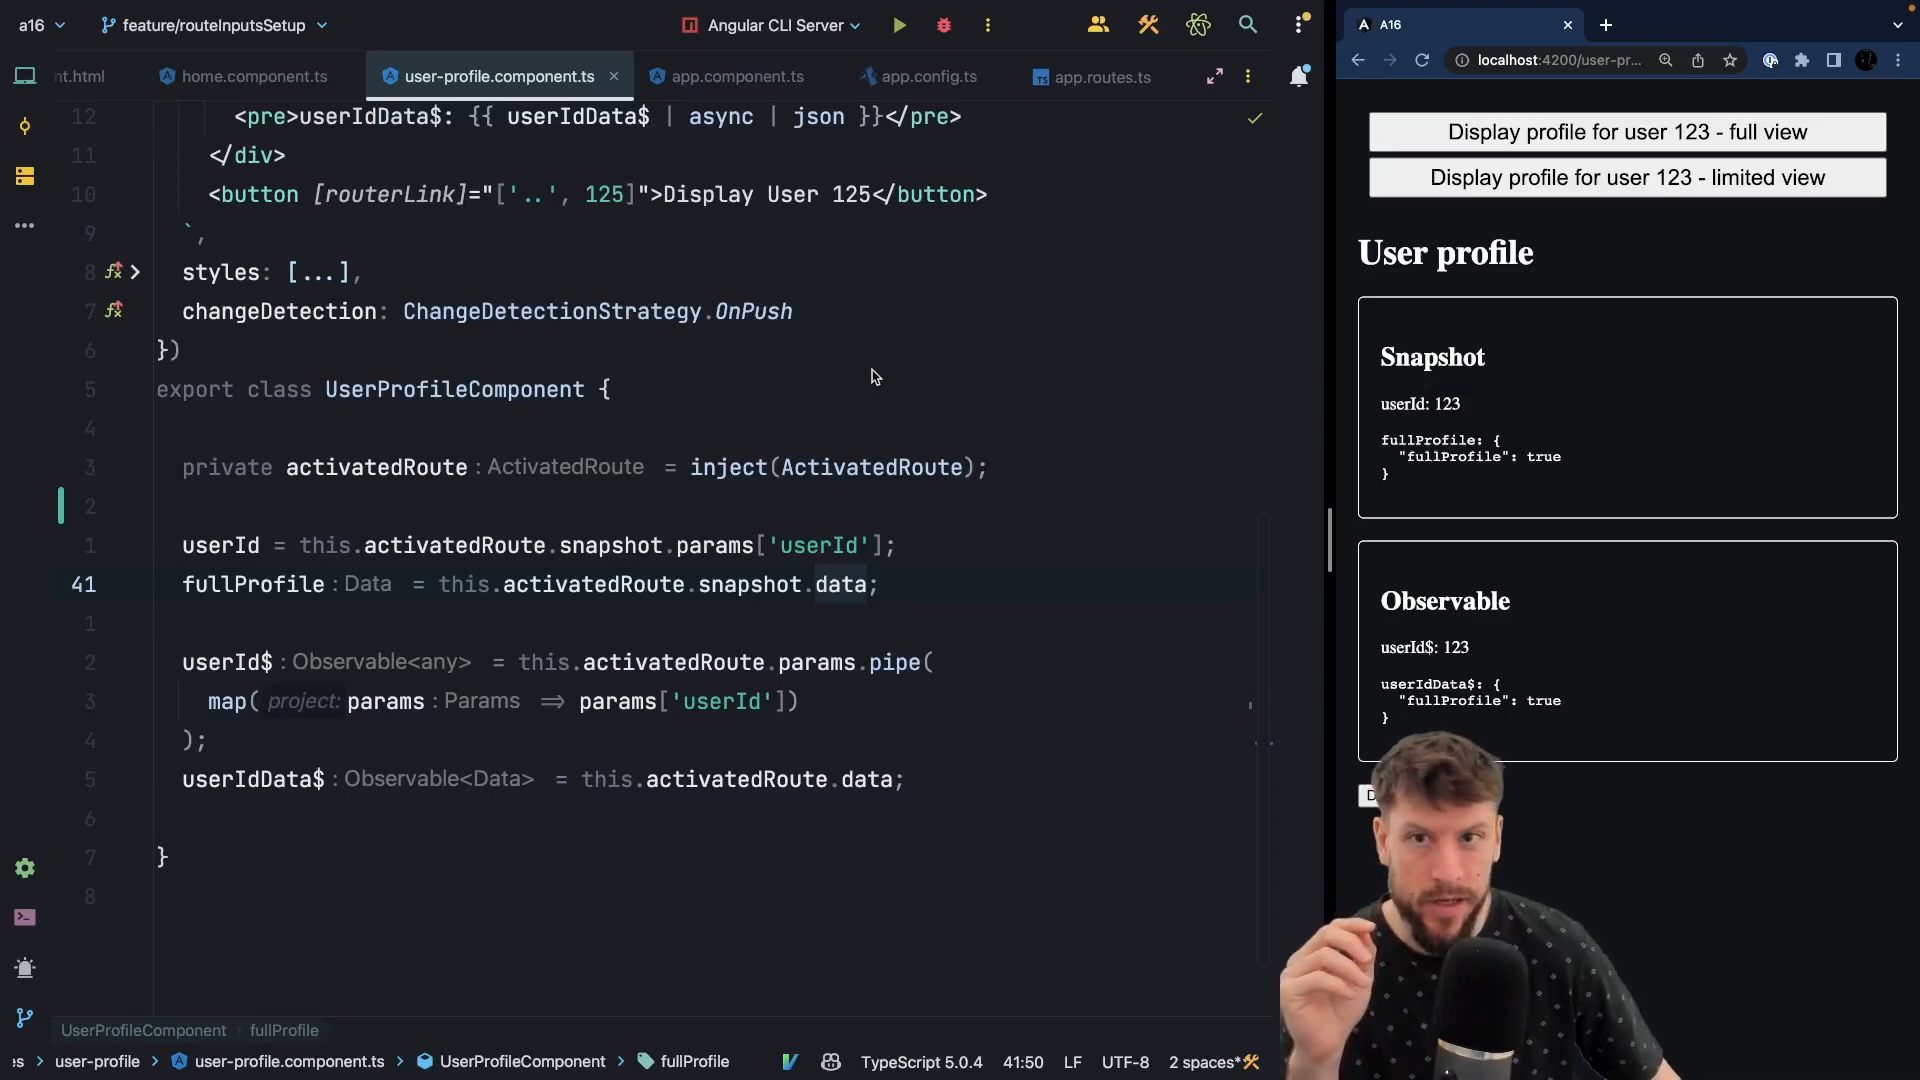 a16
feature/routeInputsSetup
Angular CLI Server
nt.html
home.component.ts
user-profile.component.ts
app.component.ts
app.config.ts
app.routes.ts
12 <pre>userIdData$: {{ userIdData$ | async | json }}</pre>
11 </div>
10 <button [routerLink]="['..', 125]">Display User 125</button>
9 `,
8 styles: [...],
7 changeDetection: ChangeDetectionStrategy.OnPush
6 })
5 export class UserProfileComponent {
4
3 private activatedRoute : ActivatedRoute = inject(ActivatedRoute);
2
1 userId = this.activatedRoute.snapshot.params['userId'];
41 fullProfile : Data = this.activatedRoute.snapshot.data;
1
2 userId$ : Observable<any> = this.activatedRoute.params.pipe(
3 map( project: params : Params => params['userId'])
4 );
5 userIdData$ : Observable<Data> = this.activatedRoute.data;
6
7 }
8
UserProfileComponent fullProfile
es > user-profile > user-profile.component.ts > UserProfileComponent > fullProfile
TypeScript 5.0.4 41:50 LF UTF-8 2 spaces*
A16
localhost:4200/user-pr...
Display profile for user 123 - full view
Display profile for user 123 - limited view
User profile
Snapshot
userId: 123
fullProfile: {
"fullProfile": true
}
Observable
userId$: 123
userIdData$: {
"fullProfile": true
}
D